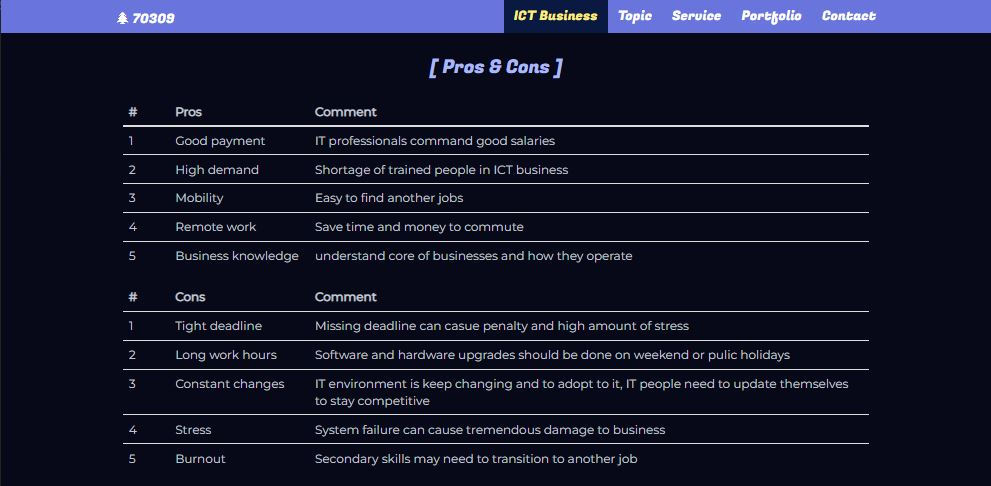 70309
ICT Business Topic Service Portfolio Contact
[ Pros & Cons ]
# Pros Comment
1 Good payment IT professionals command good salaries
2 High demand Shortage of trained people in ICT business
3 Mobility Easy to find another jobs
4 Remote work Save time and money to commute
5 Business knowledge understand core of businesses and how they operate
# Cons Comment
1 Tight deadline Missing deadline can casue penalty and high amount of stress
2 Long work hours Software and hardware upgrades should be done on weekend or pulic holidays
3 Constant changes IT environment is keep changing and to adopt to it, IT people need to update themselves
to stay competitive
4 Stress System failure can cause tremendous damage to business
5 Burnout Secondary skills may need to transition to another job